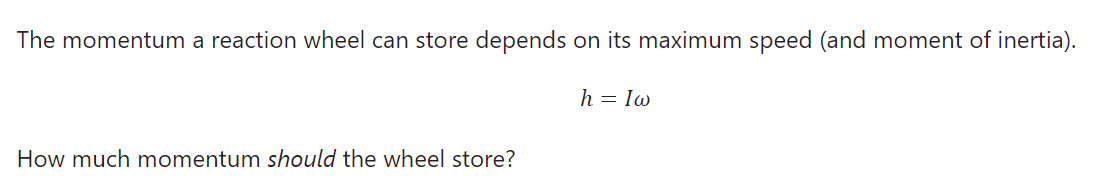 The momentum a reaction wheel can store depends on its maximum speed (and moment of inertia).
h = Iω
How much momentum should the wheel store?